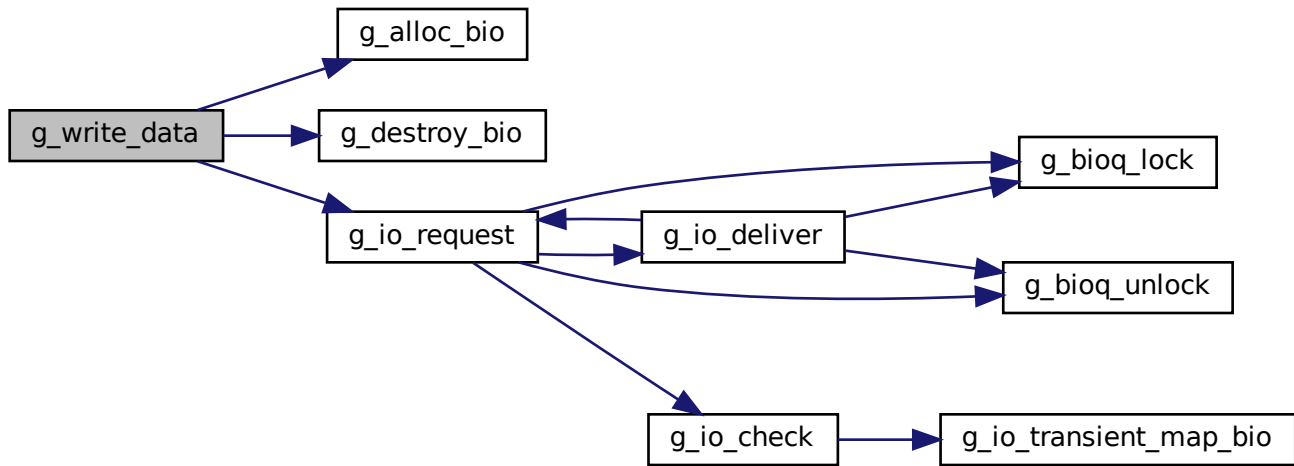 g_alloc_bio
g_write_data
g_destroy_bio
g_bioq_lock
g_io_request
g_io_deliver
g_bioq_unlock
g_io_check
g_io_transient_map_bio